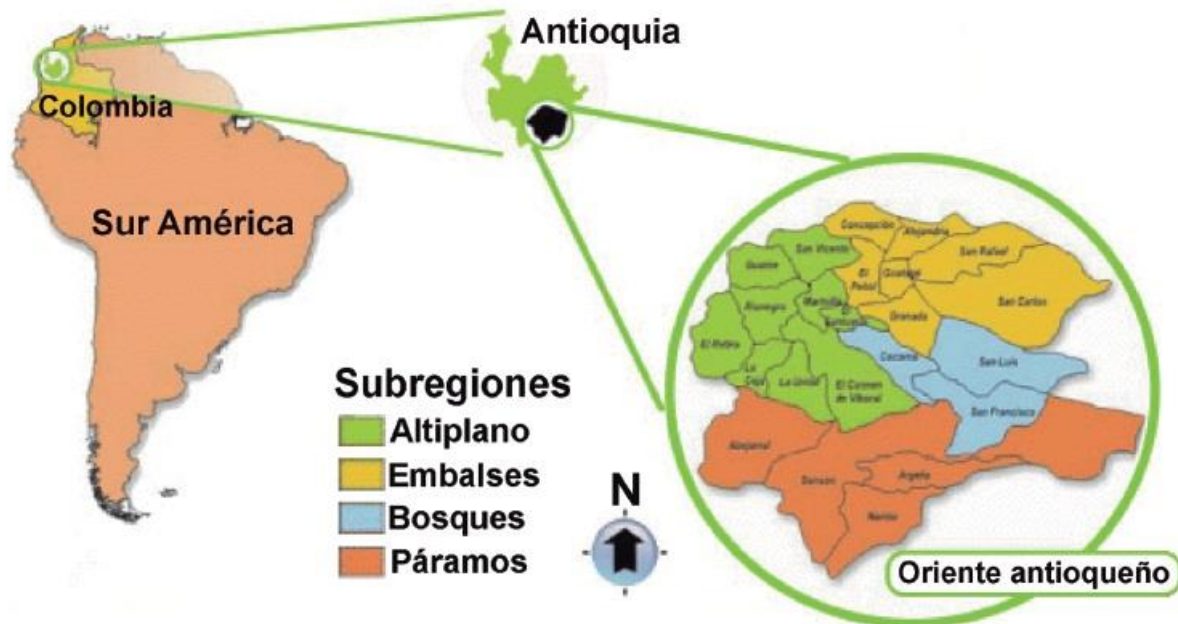 Antioquia
Colombia
Sur América
Subregiones
Altiplano
Embalses
Bosques
Páramos
N
Concepción
Alejandría
San Vicente
San Rafael
Guarne
El
Peñol
Guatapé
San Carlos
Marinilla
Rionegro
El
Santuario
Granada
El Retiro
Cocorná
San Luis
La
Ceja
La Unión
El Carmen
de Viboral
San Francisco
Abejorral
Sonsón
Argelia
Nariño
Oriente antioqueño